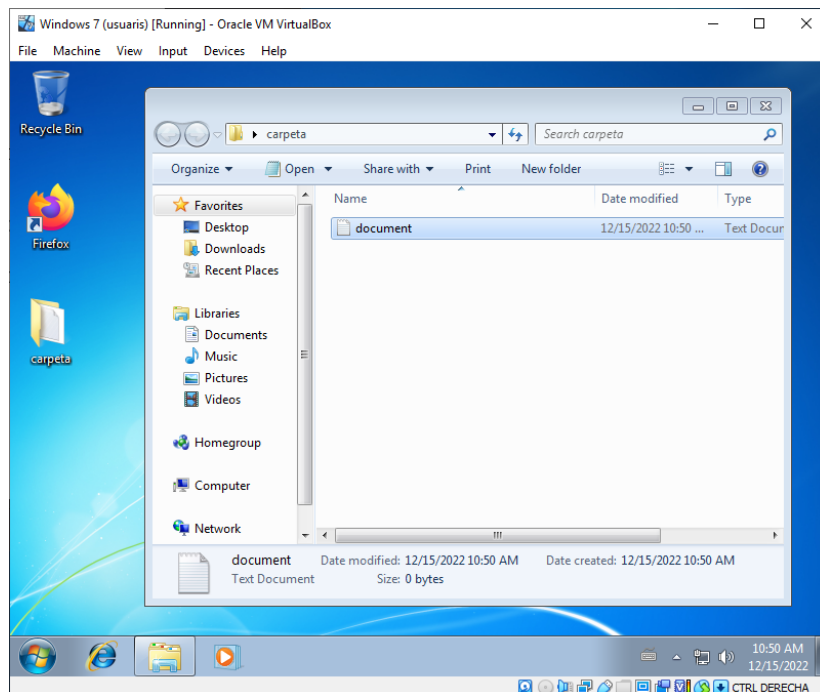 Windows 7 (usuaris) [Running] - Oracle VM VirtualBox
File Machine View Input Devices Help
Recycle Bin
carpeta
Search carpeta
Organize Open Share with Print New folder
Favorites
Desktop
Downloads
Recent Places
Libraries
Documents
Music
Pictures
Videos
Homegroup
Computer
Network
Name Date modified Type
document 12/15/2022 10:50 ... Text Docur
Firefox
carpeta
document Date modified: 12/15/2022 10:50 AM Date created: 12/15/2022 10:50 AM
Text Document Size: 0 bytes
10:50 AM
12/15/2022
CTRL DERECHA